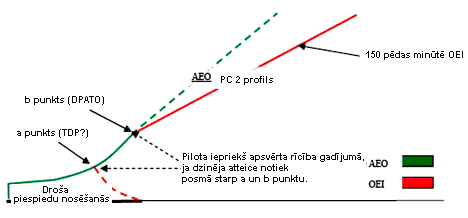 150 pēdas minūtē OEI
AEO
PC 2 profils
b punkts (DPATO)
a punkts (TDP?)
Pilota iepriekš apsvērta rīcība gadījumā,
ja dzinēja atteice notiek
posmā starp a un b punktu.
AEO
OEI
Droša
piespiedu nosēšanās